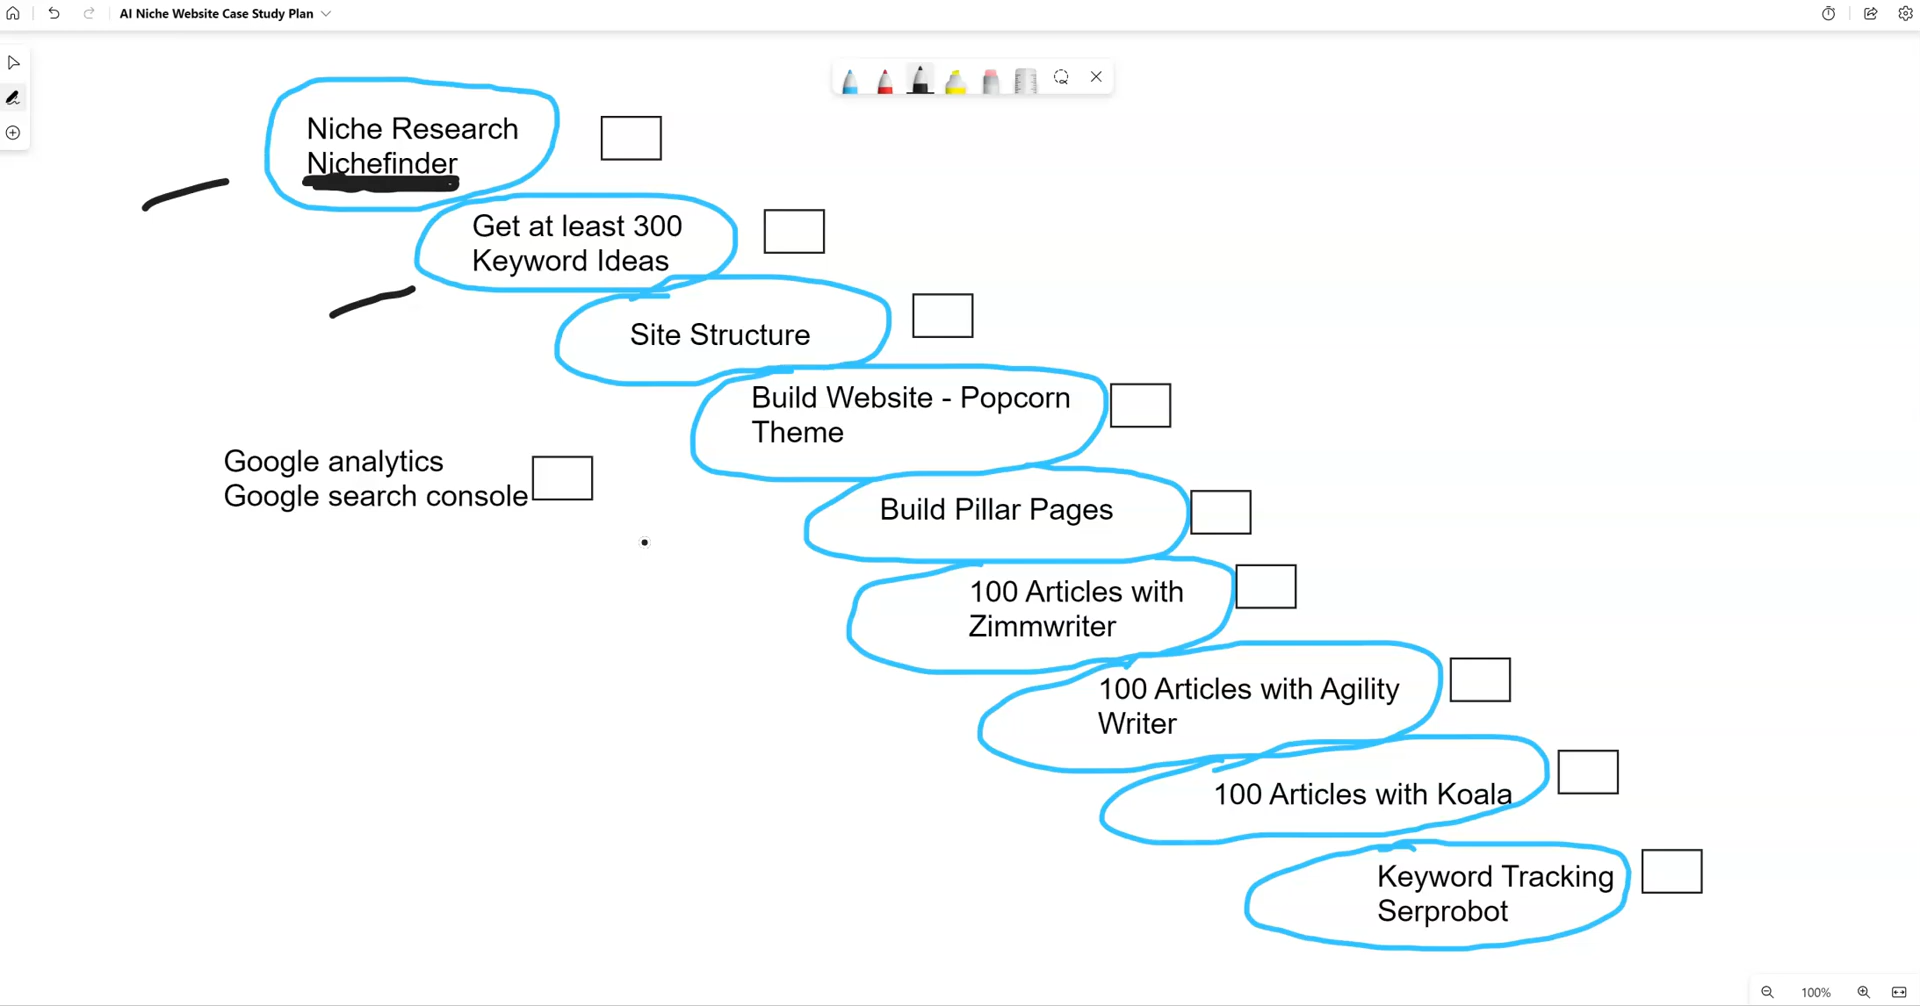 AI Niche Website Case Study Plan
Niche Research
Nichefinder
Get at least 300
Keyword Ideas
Site Structure
Build Website - Popcorn
Theme
Google analytics
Google search console
Build Pillar Pages
100 Articles with
Zimmwriter
100 Articles with Agility
Writer
100 Articles with Koala
Keyword Tracking
Serprobot
100%